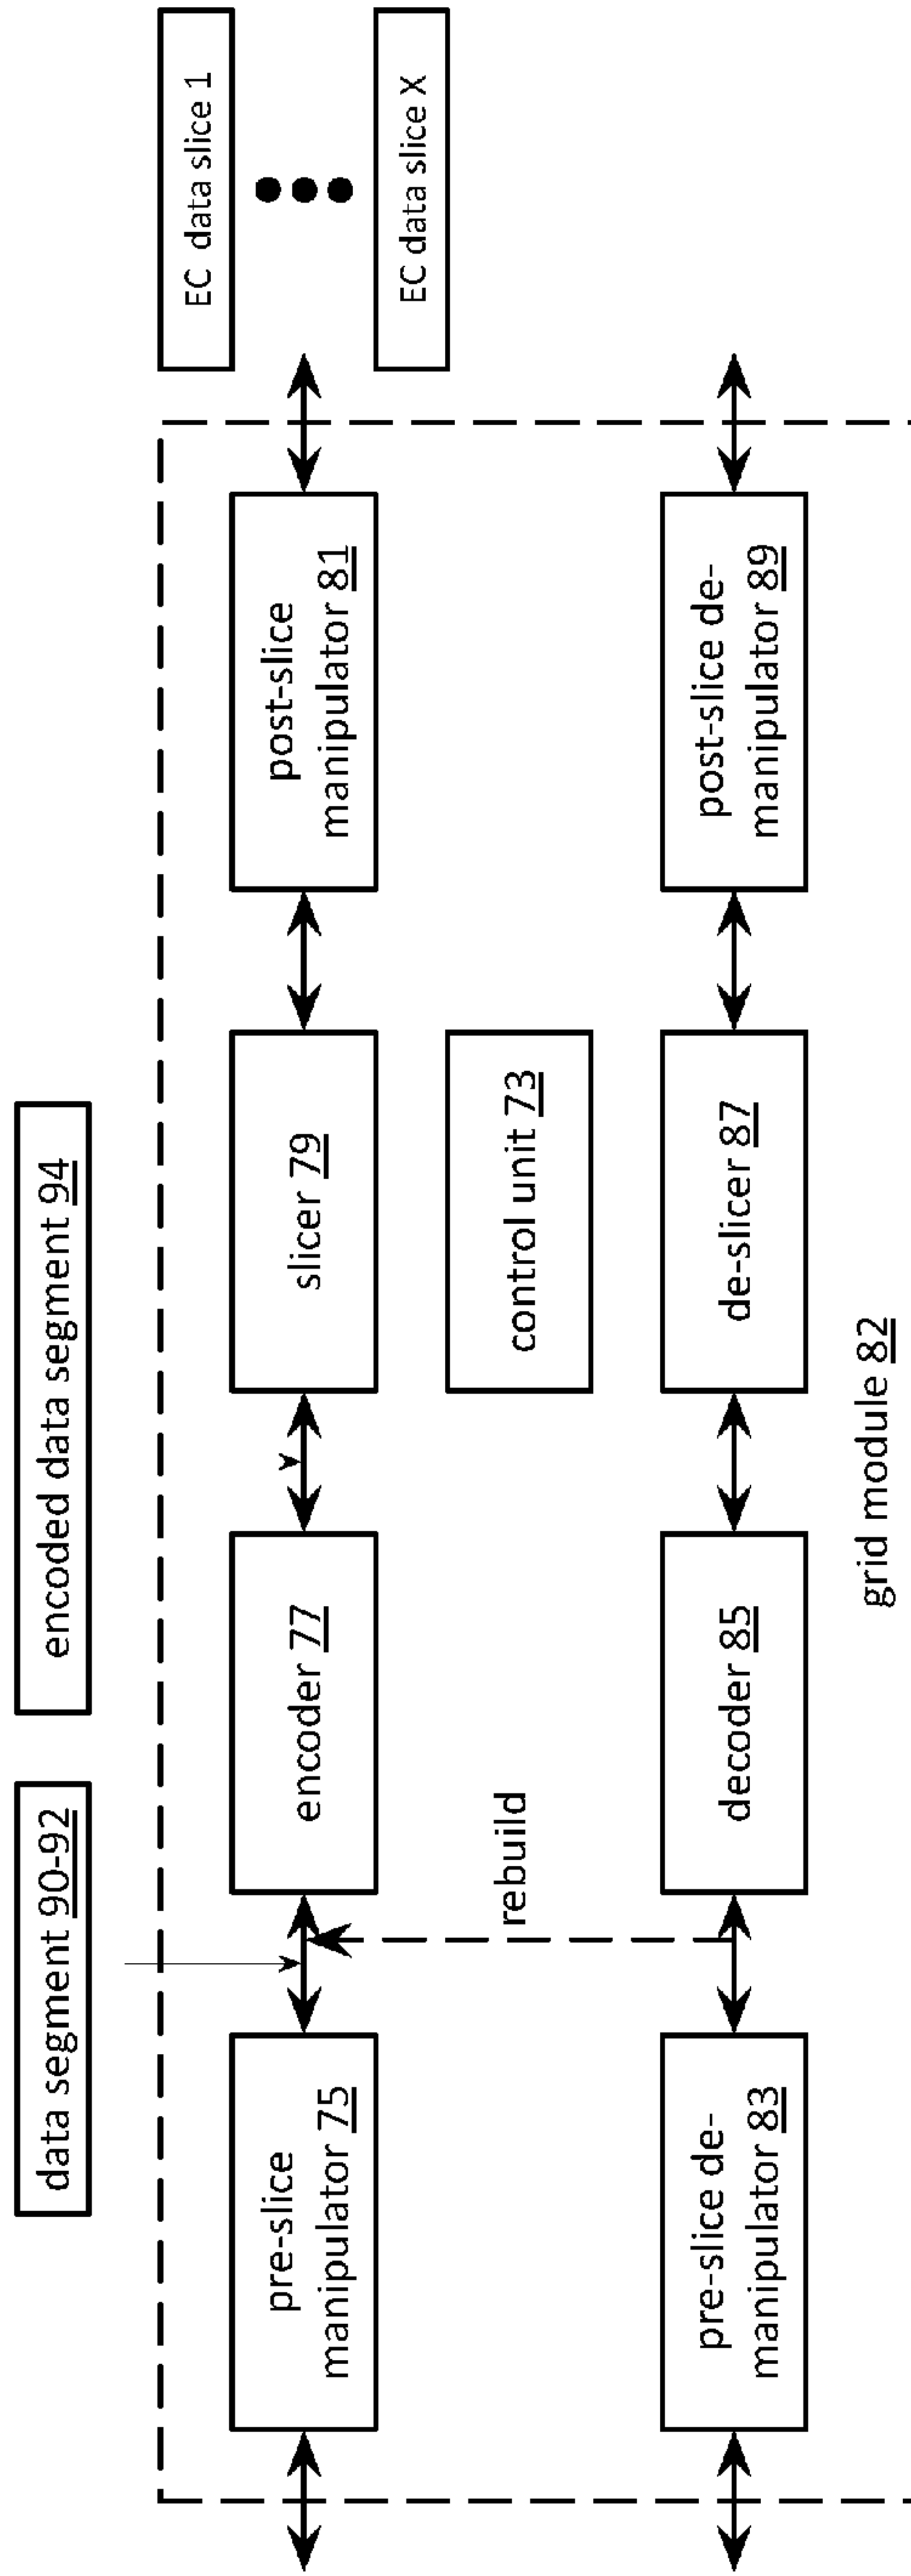 data segment 90-92
encoded data segment 94
EC data slice 1
EC data slice X
pre-slice
manipulator 75
encoder 77
slicer 79
post-slice
manipulator 81
rebuild
control unit 73
pre-slice de-
manipulator 83
decoder 85
de-slicer 87
post-slice de-
manipulator 89
grid module 82